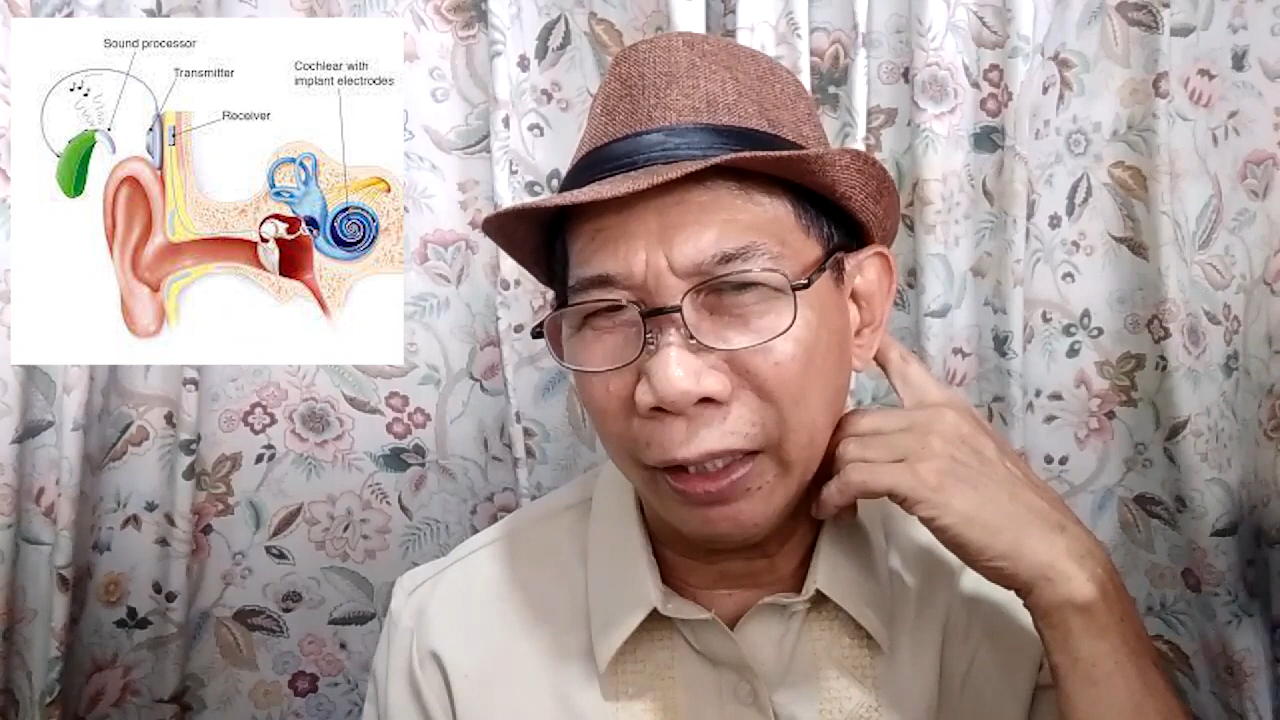 Sound processor
Transmitter
Cochlear with
implant electrodes
Receiver